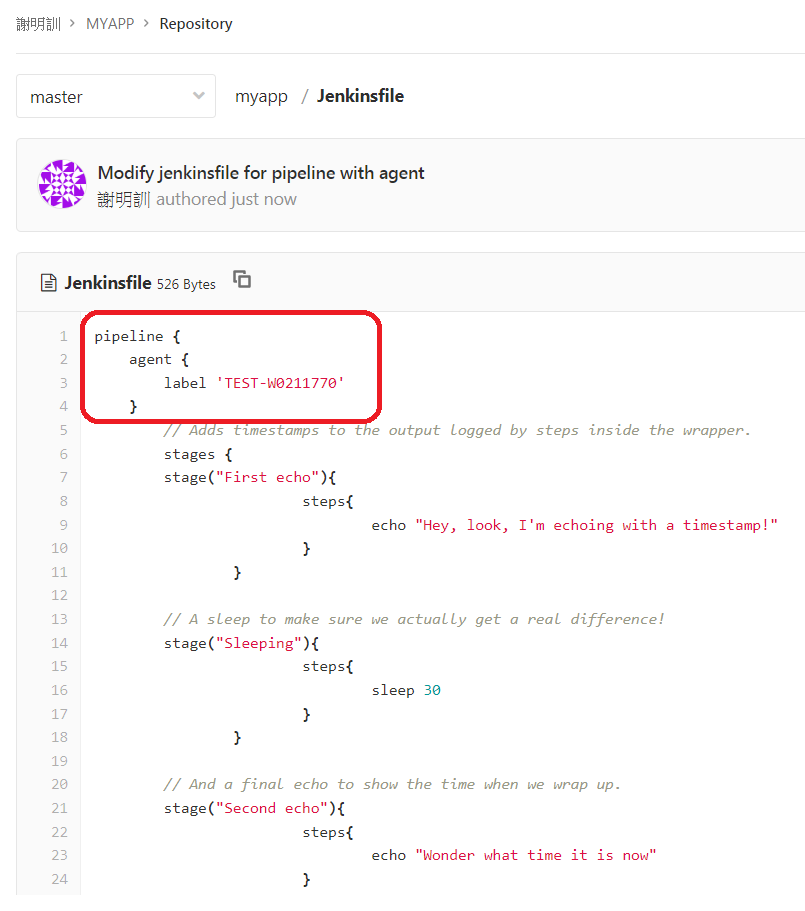 謝明訓 > MYAPP > Repository
master
myapp / Jenkinsfile
Modify jenkinsfile for pipeline with agent
謝明訓 authored just now
Jenkinsfile 526 Bytes
1 pipeline {
2     agent {
3         label 'TEST-W0211770'
4     }
5         // Adds timestamps to the output logged by steps inside the wrapper.
6         stages {
7         stage("First echo"){
8                         steps{
9                                 echo "Hey, look, I'm echoing with a timestamp!"
10                         }
11                 }
12
13         // A sleep to make sure we actually get a real difference!
14         stage("Sleeping"){
15                         steps{
16                                 sleep 30
17                         }
18                 }
19
20         // And a final echo to show the time when we wrap up.
21         stage("Second echo"){
22                         steps{
23                                 echo "Wonder what time it is now"
24                         }